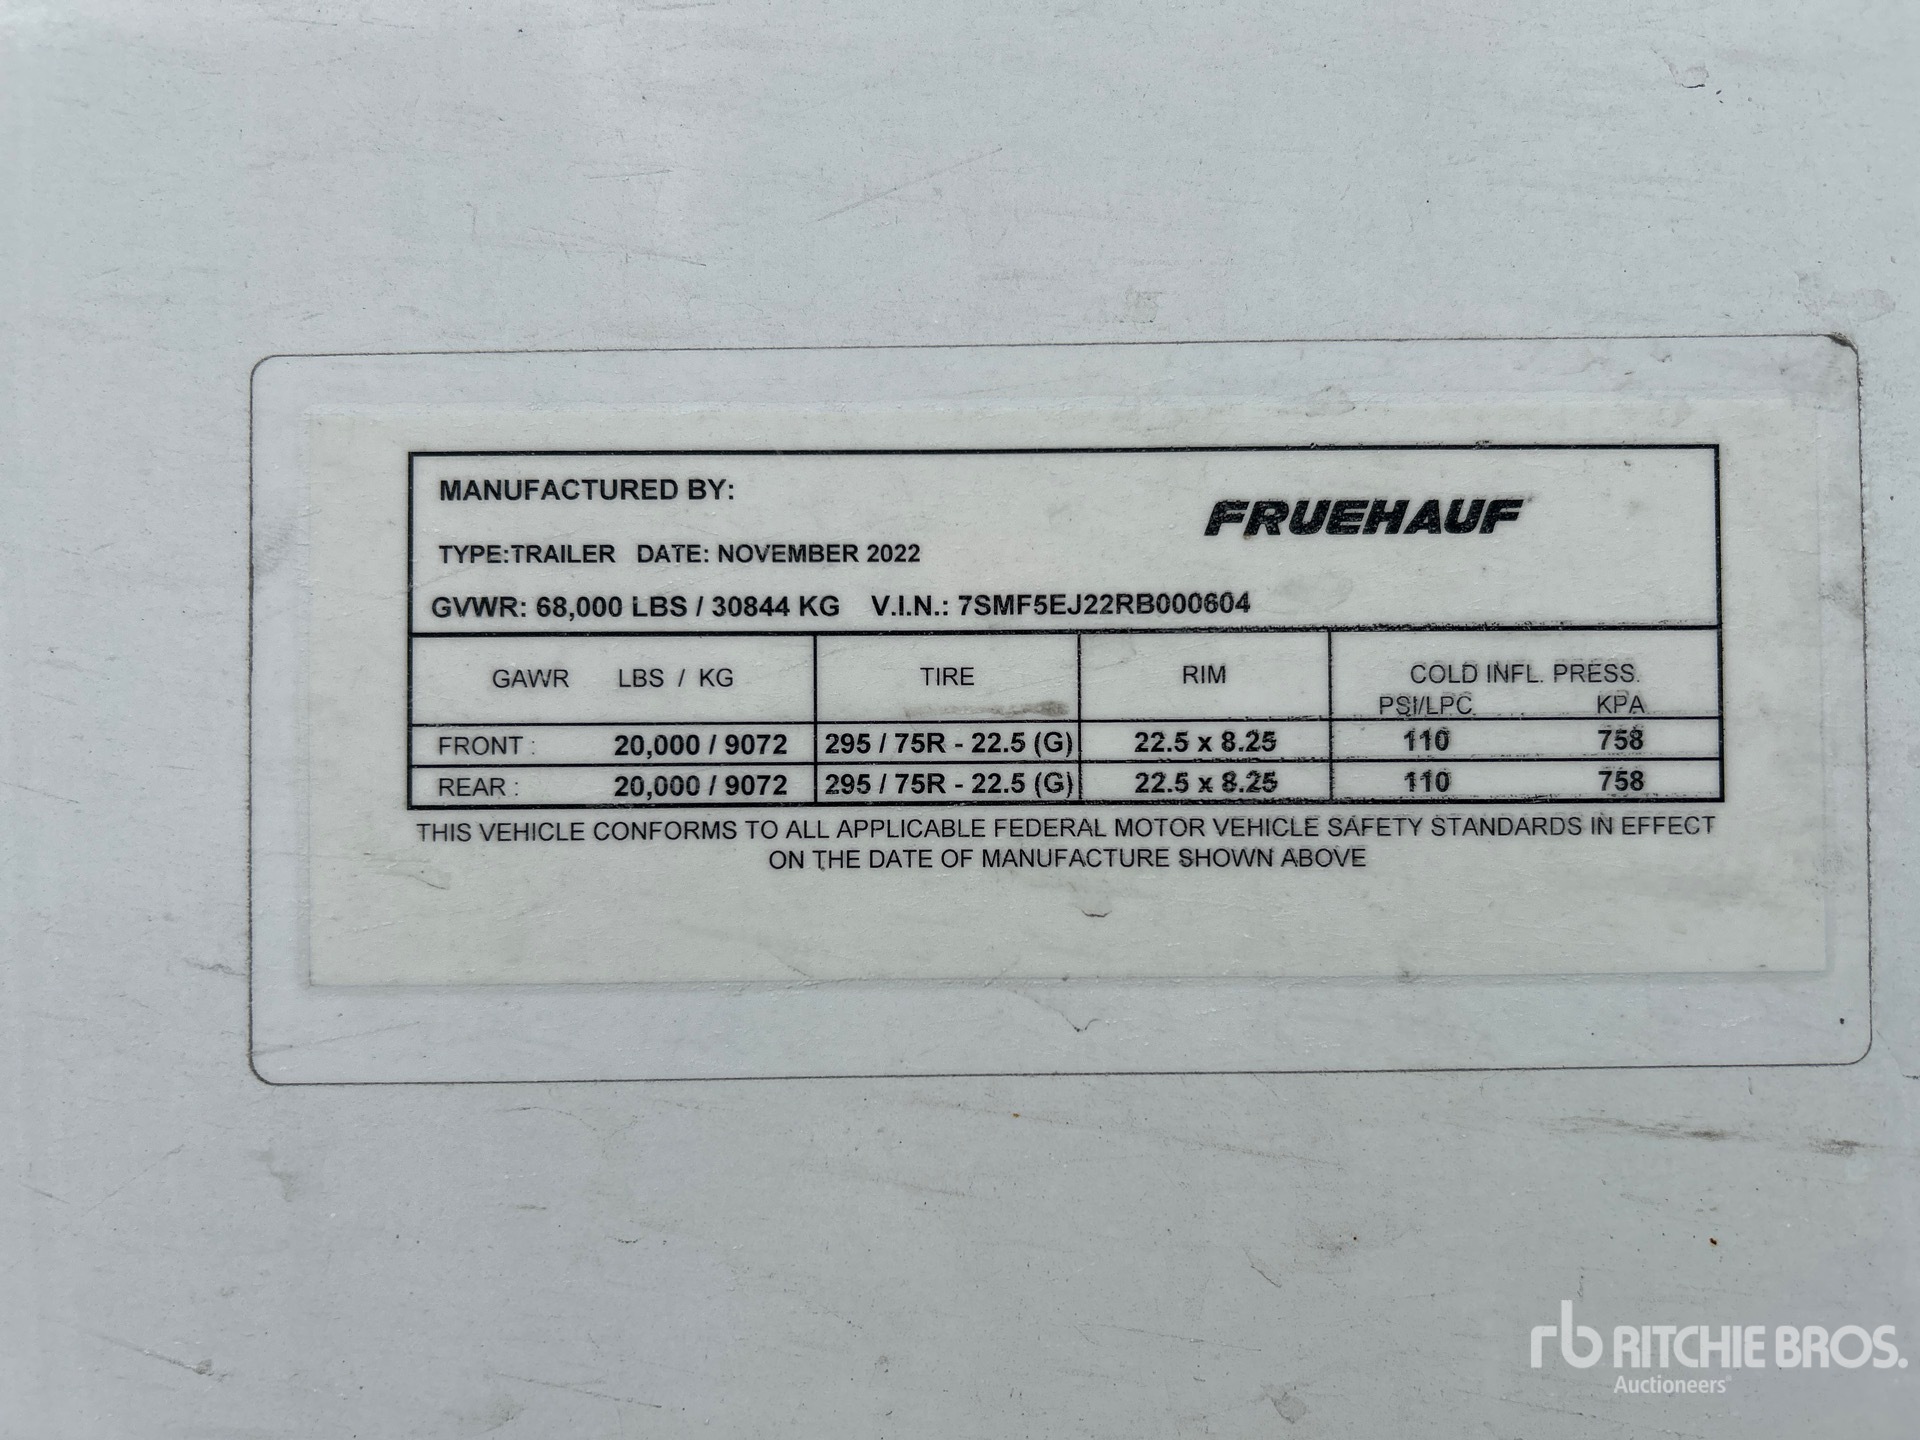 MANUFACTURED BY:
FRUEHAUF
TYPE:TRAILER DATE: NOVEMBER 2022
GVWR: 68,000 LBS / 30844 KG V.I.N.: 7SMF5EJ22RB000604
GAWR LBS / KG TIRE RIM COLD INFL. PRESS.
PSI/LPC KPA
FRONT : 20,000 / 9072 295 / 75R - 22.5 (G) 22.5 x 8.25 110 758
REAR : 20,000 / 9072 295 / 75R - 22.5 (G) 22.5 x 8.25 110 758
THIS VEHICLE CONFORMS TO ALL APPLICABLE FEDERAL MOTOR VEHICLE SAFETY STANDARDS IN EFFECT
ON THE DATE OF MANUFACTURE SHOWN ABOVE
rb RITCHIE BROS.
Auctioneers